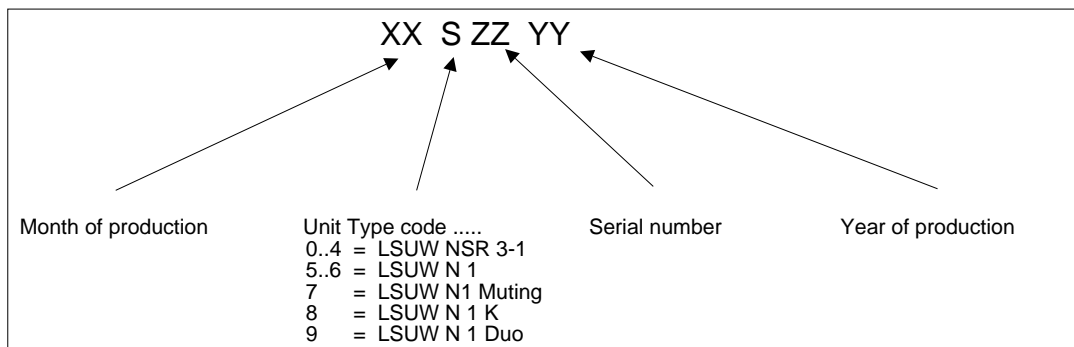 XX S ZZ YY
Month of production
Unit Type code .....
Serial number
Year of production
0..4 = LSUW NSR 3-1
5..6 = LSUW N 1
7 = LSUW N1 Muting
8 = LSUW N 1 K
9 = LSUW N 1 Duo